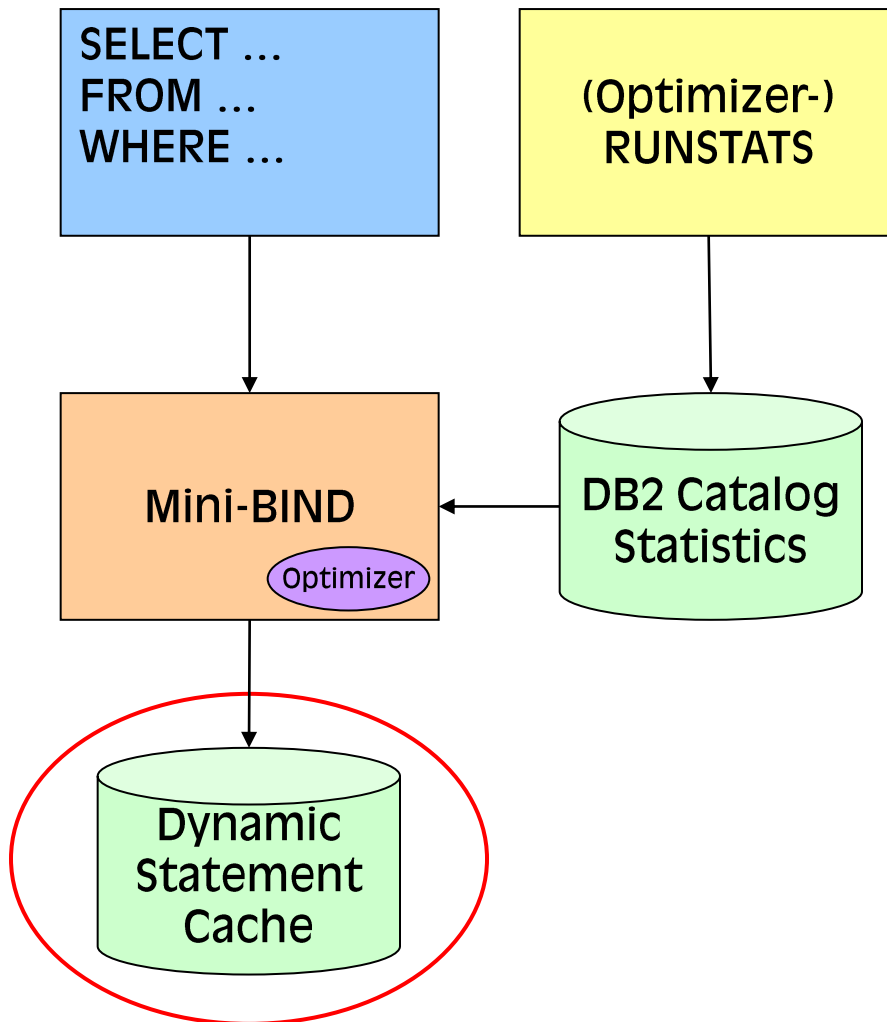 SELECT ...
FROM ...
WHERE ...
(Optimizer-)
RUNSTATS
Mini-BIND
Optimizer
DB2 Catalog
Statistics
Dynamic
Statement
Cache